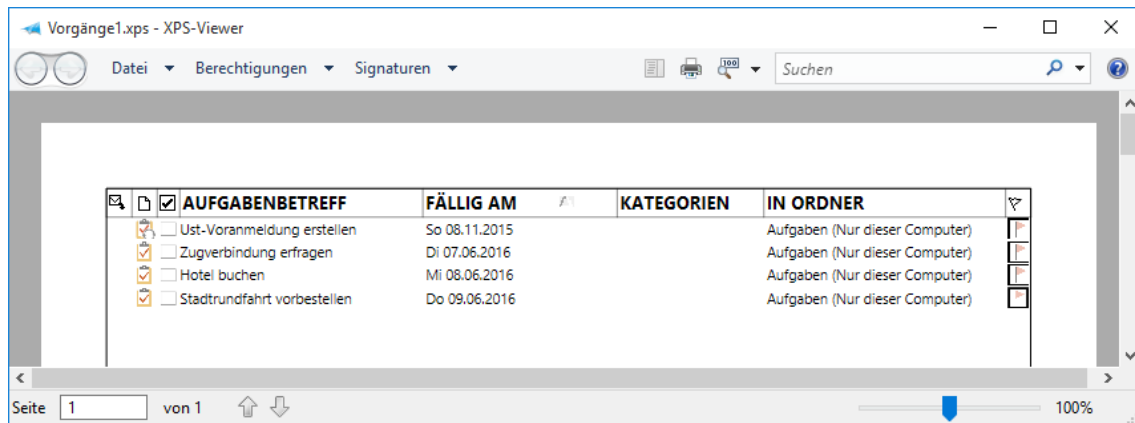 Vorgänge1.xps - XPS-Viewer
Datei Berechtigungen Signaturen 100 Suchen
AUFGABENBETREFF FÄLLIG AM KATEGORIEN IN ORDNER
Ust-Voranmeldung erstellen So 08.11.2015 Aufgaben (Nur dieser Computer)
Zugverbindung erfragen Di 07.06.2016 Aufgaben (Nur dieser Computer)
Hotel buchen Mi 08.06.2016 Aufgaben (Nur dieser Computer)
Stadtrundfahrt vorbestellen Do 09.06.2016 Aufgaben (Nur dieser Computer)
Seite 1 von 1 100%